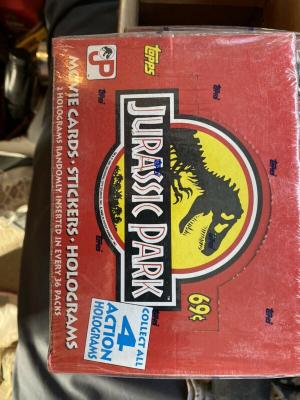 JP
topps
JURASSIC PARK
69¢
COLLECT ALL
4
ACTION
HOLOGRAMS
MOVIE CARDS · STICKERS · HOLOGRAMS
2 HOLOGRAMS RANDOMLY INSERTED IN EVERY 36 PACKS